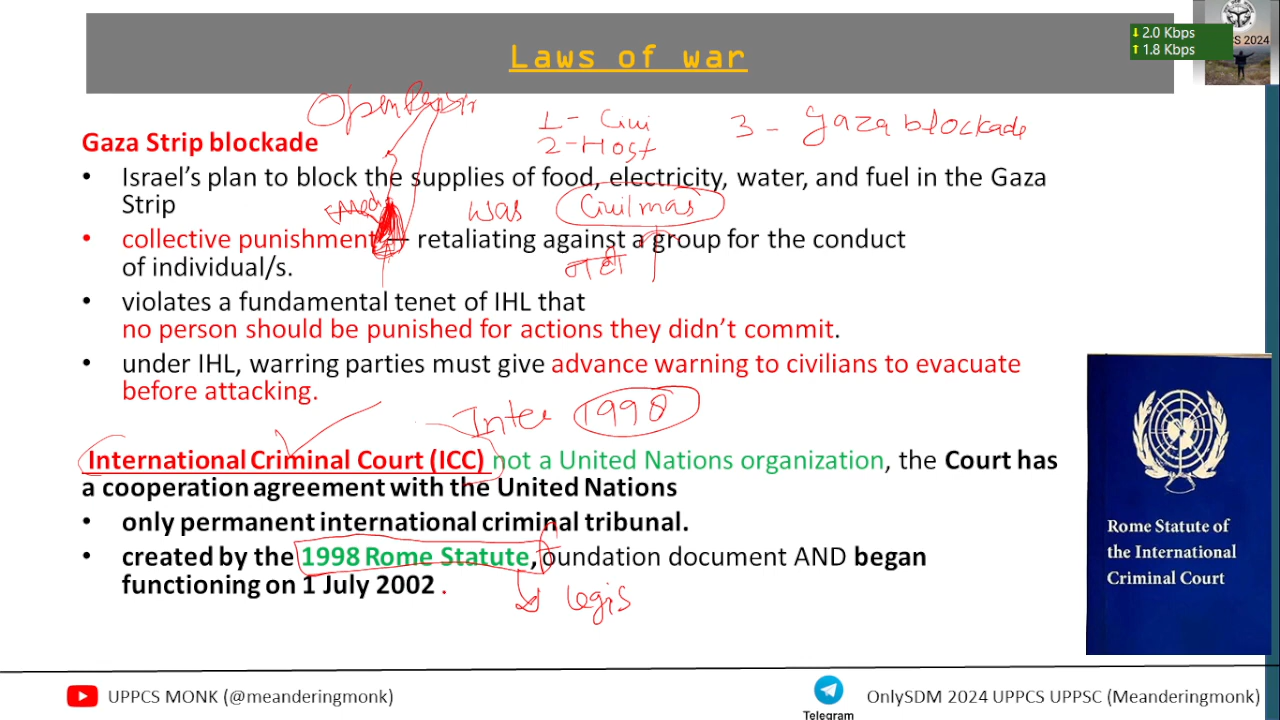 Laws of war
↓ 2.0 Kbps
↑ 1.8 Kbps
CS 2024
Open
1 - Civi
2 - Host
3 - Gaza blockade
Gaza Strip blockade
• Israel’s plan to block the supplies of food, electricity, water, and fuel in the Gaza
Strip
• collective punishment — retaliating against a group for the conduct
of individual/s.
नही
• violates a fundamental tenet of IHL that
no person should be punished for actions they didn’t commit.
• under IHL, warring parties must give advance warning to civilians to evacuate
before attacking.
Inter 1998
International Criminal Court (ICC) not a United Nations organization, the Court has
a cooperation agreement with the United Nations
• only permanent international criminal tribunal.
• created by the 1998 Rome Statute, foundation document AND began
functioning on 1 July 2002 .
legis
Rome Statute of
the International
Criminal Court
UPPCS MONK (@meanderingmonk)
Telegram
OnlySDM 2024 UPPCS UPPSC (Meanderingmonk)